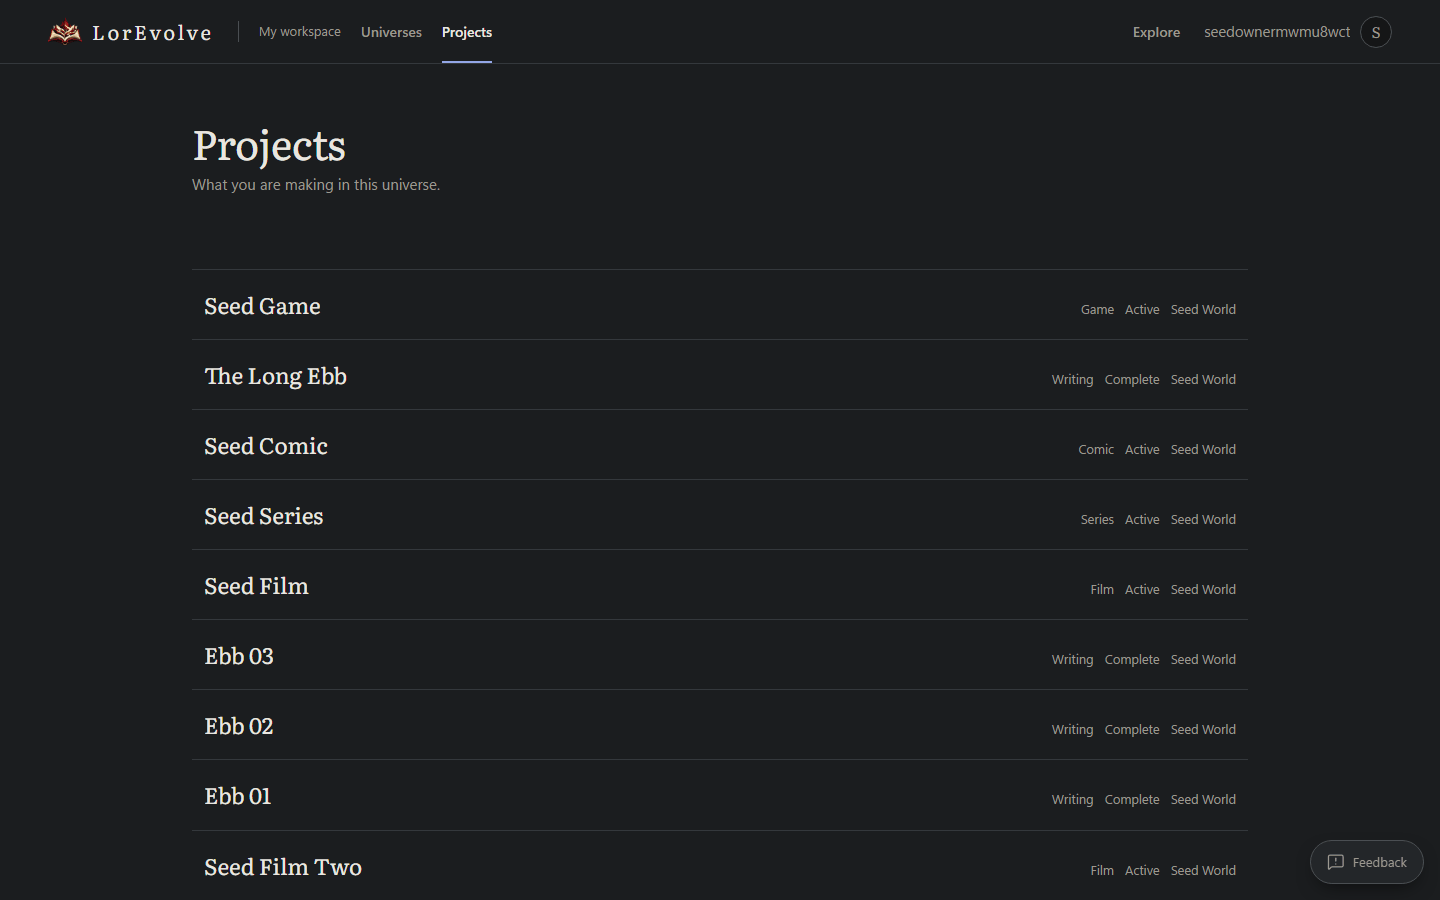 LorEvolve My workspace Universes Projects Explore seedownermwmu8wct S
Projects
What you are making in this universe.
Seed Game Game Active Seed World
The Long Ebb Writing Complete Seed World
Seed Comic Comic Active Seed World
Seed Series Series Active Seed World
Seed Film Film Active Seed World
Ebb 03 Writing Complete Seed World
Ebb 02 Writing Complete Seed World
Ebb 01 Writing Complete Seed World
Seed Film Two Film Active Seed World
Feedback